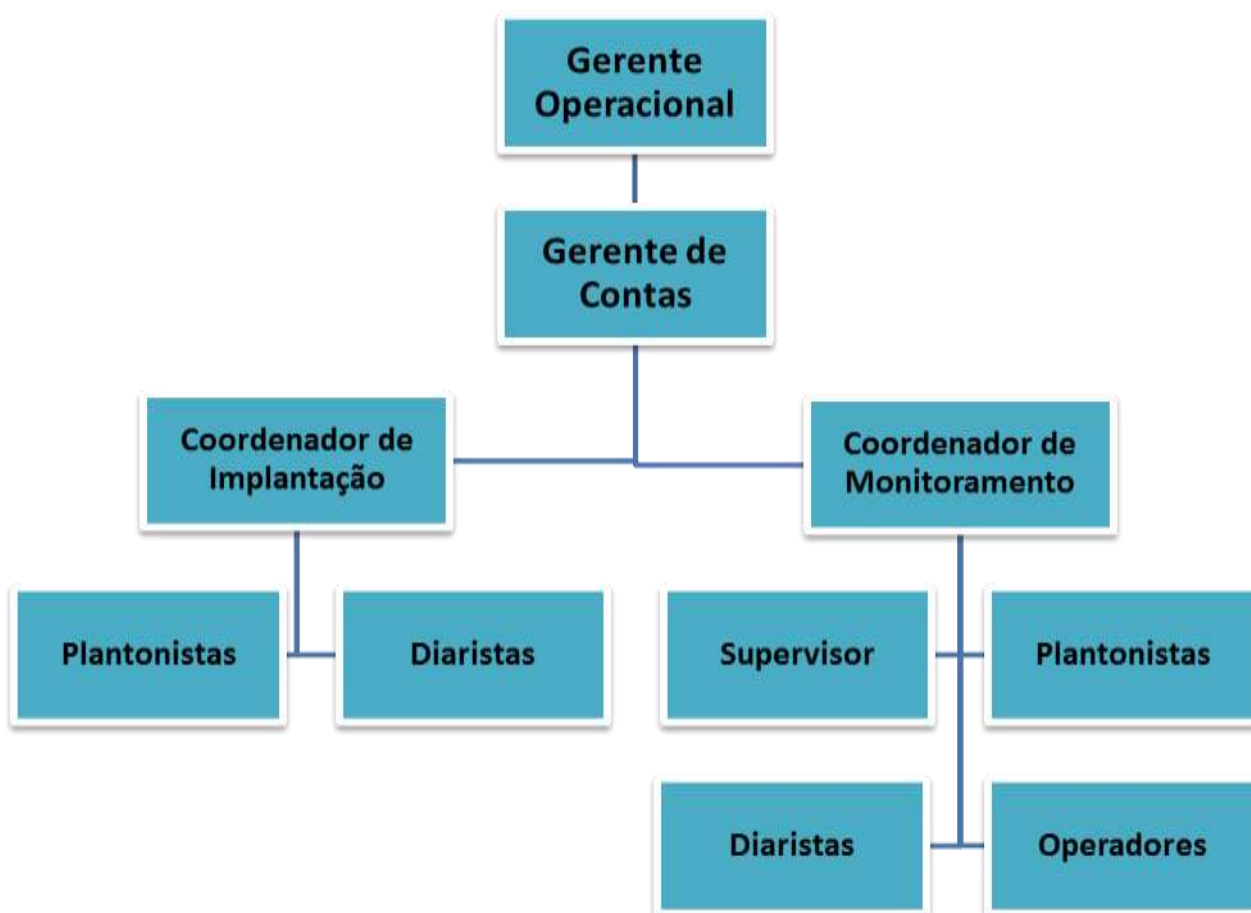 Gerente
Operacional
Gerente de
Contas
Coordenador de
Implantação
Coordenador de
Monitoramento
Plantonistas
Diaristas
Supervisor
Plantonistas
Diaristas
Operadores